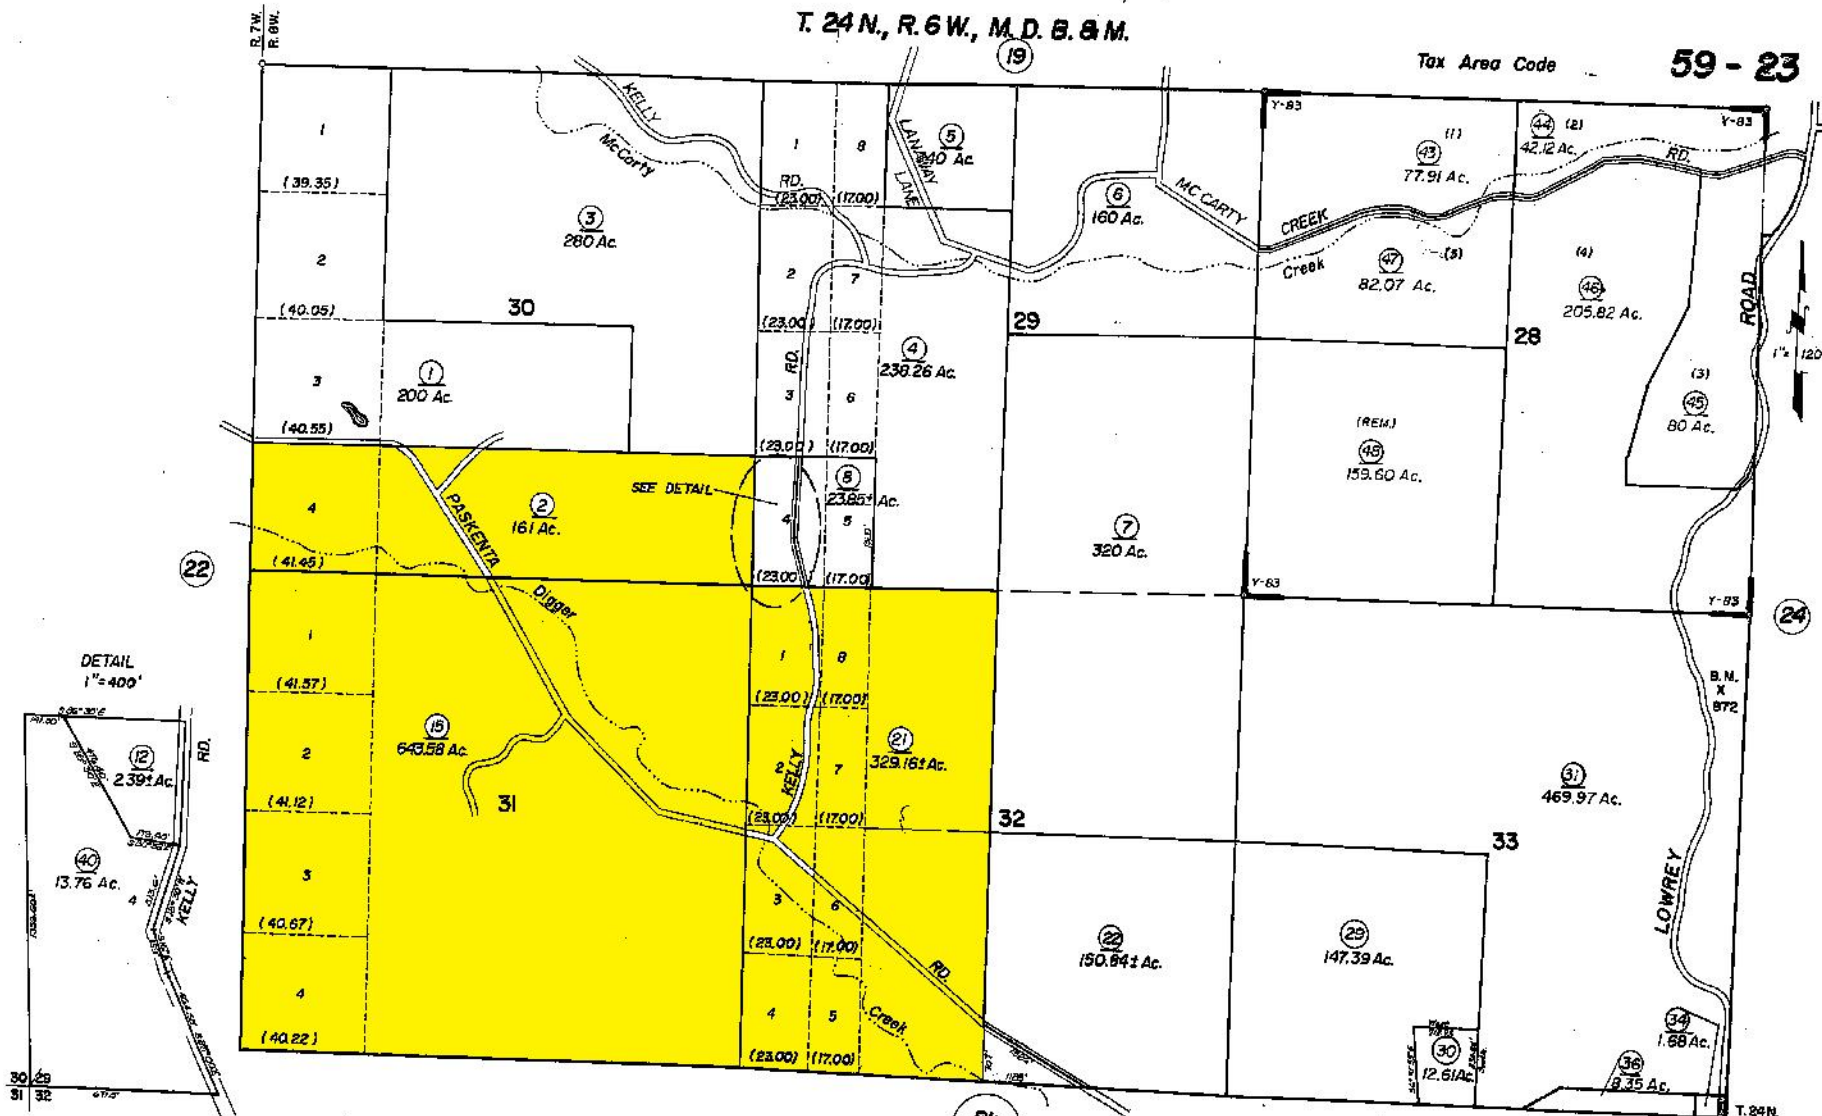 T. 24N., R.6W., M.D.B.&M.
R.7W.
R.6W.
19
Tax Area Code
59 - 23
1
(39.35)
2
(40.05)
3
(40.55)
30
KELLY
RD.
McCarty
3
280 Ac.
1
200 Ac.
1
8
(23.00)
(17.00)
2
7
(23.00)
(17.00)
3
6
(23.00)
(17.00)
RD.
5
40 Ac.
LANAWAY
LANE
6
160 Ac.
MC CARTY
CREEK
RD.
Creek
4
238.26 Ac.
29
Y-83
Y-83
(1)
43
77.91 Ac.
44
(2)
42.12 Ac.
47
(5)
82.07 Ac.
(4)
46
205.82 Ac.
28
ROAD
(3)
45
80 Ac.
(REM.)
48
159.60 Ac.
7
320 Ac.
Y-83
Y-83
4
(41.45)
PASKENTA
2
161 Ac.
SEE DETAIL
4
8
23.85± Ac.
5
(23.00
(17.00)
22
24
Digger
1
(41.57)
2
(41.12)
3
(40.67)
4
(40.22)
15
643.58 Ac.
31
1
8
(23.00)
(17.00)
2
7
KELLY
(23.00)
(17.00)
21
329.16± Ac.
3
6
(23.00)
(17.00)
4
5
(23.00)
(17.00)
RD.
Creek
32
33
B.M.
X
872
31
469.97 Ac.
LOWREY
22
150.84± Ac.
29
147.39 Ac.
30
12.61 Ac.
34
1.68 Ac.
36
8.35 Ac.
T.24N.
DETAIL
1"=400'
12
2.39± Ac.
RD.
40
13.76 Ac.
4
KELLY
30 29
31 32